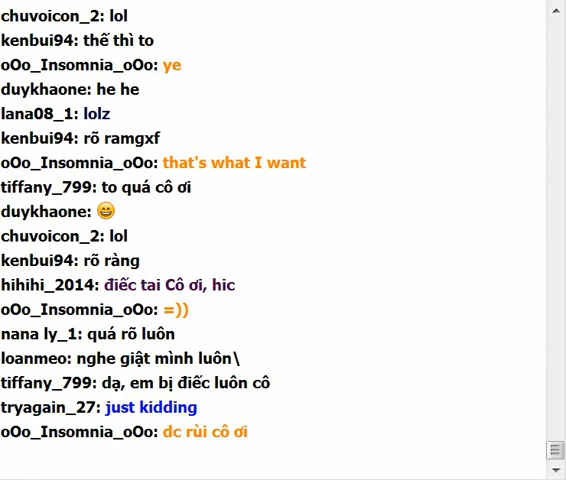 chuvoicon_2: lol
kenbui94: thế thì to
oOo_Insomnia_oOo: ye
duykhaone: he he
lana08_1: lolz
kenbui94: rõ ramgxf
oOo_Insomnia_oOo: that's what I want
tiffany_799: to quá cô ơi
duykhaone: 😄
chuvoicon_2: lol
kenbui94: rõ ràng
hihihi_2014: điếc tai Cô ơi, hic
oOo_Insomnia_oOo: =))
nana ly_1: quá rõ luôn
loanmeo: nghe giật mình luôn\
tiffany_799: dạ, em bị điếc luôn cô
tryagain_27: just kidding
oOo_Insomnia_oOo: dc rùi cô ơi